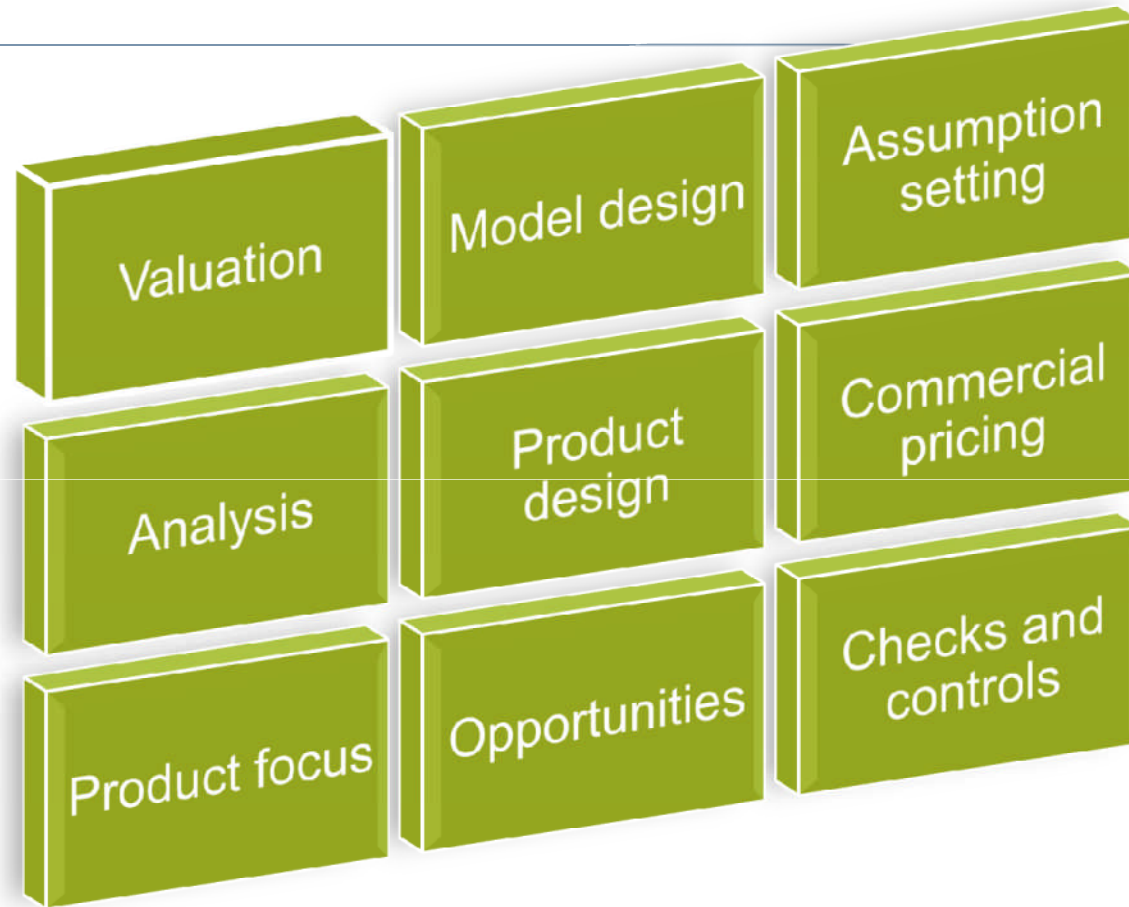 Valuation
Model design
Assumption
setting
Analysis
Product
design
Commercial
pricing
Product focus
Opportunities
Checks and
controls